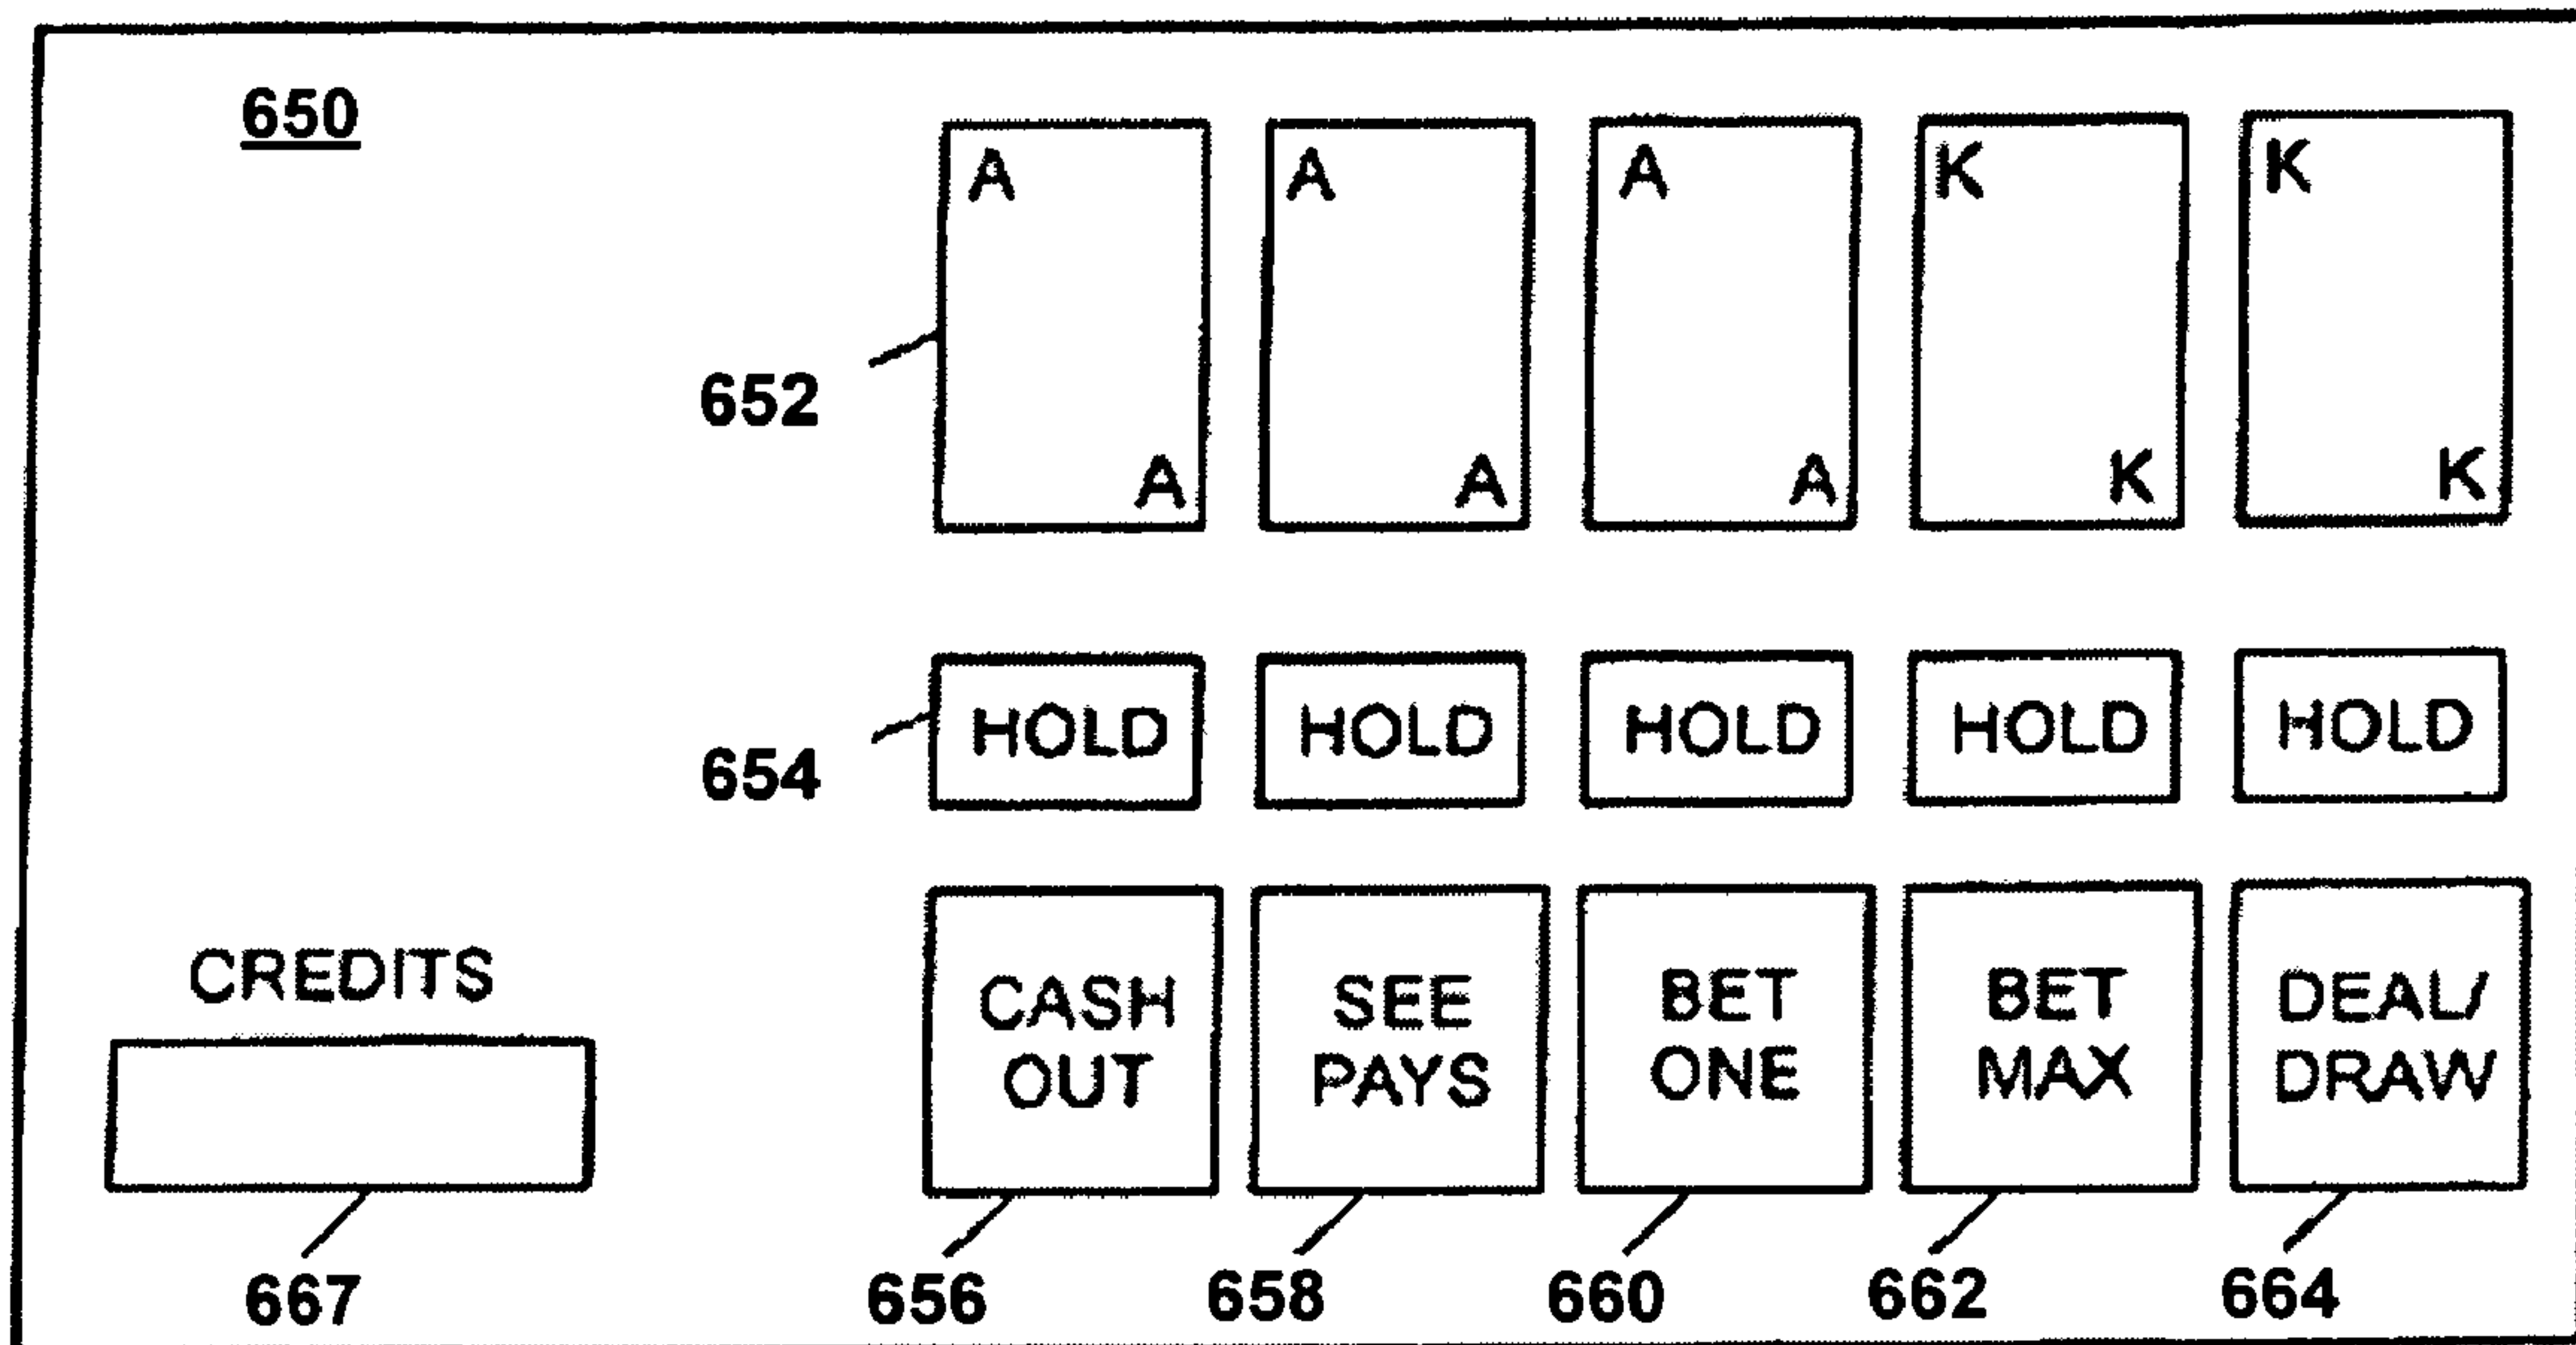 650
A A A K K
652
A A A K K
654
HOLD HOLD HOLD HOLD HOLD
CREDITS
CASH OUT
SEE PAYS
BET ONE
BET MAX
DEAL/ DRAW
667 656 658 660 662 664